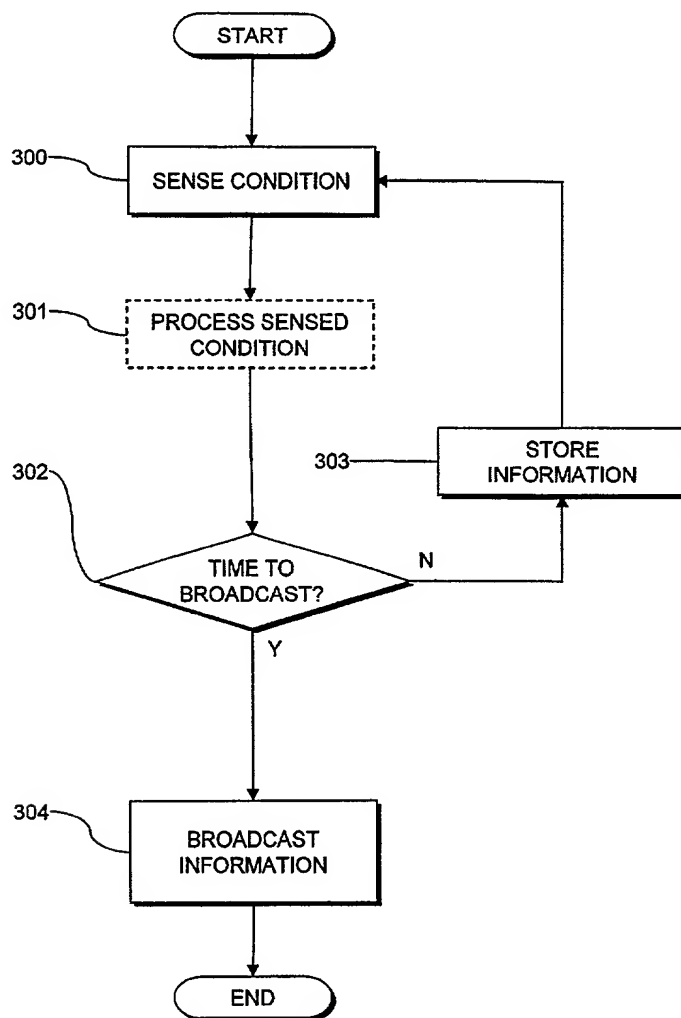 START
300
SENSE CONDITION
301
PROCESS SENSED
CONDITION
303
STORE
INFORMATION
302
TIME TO
BROADCAST?
N
Y
304
BROADCAST
INFORMATION
END